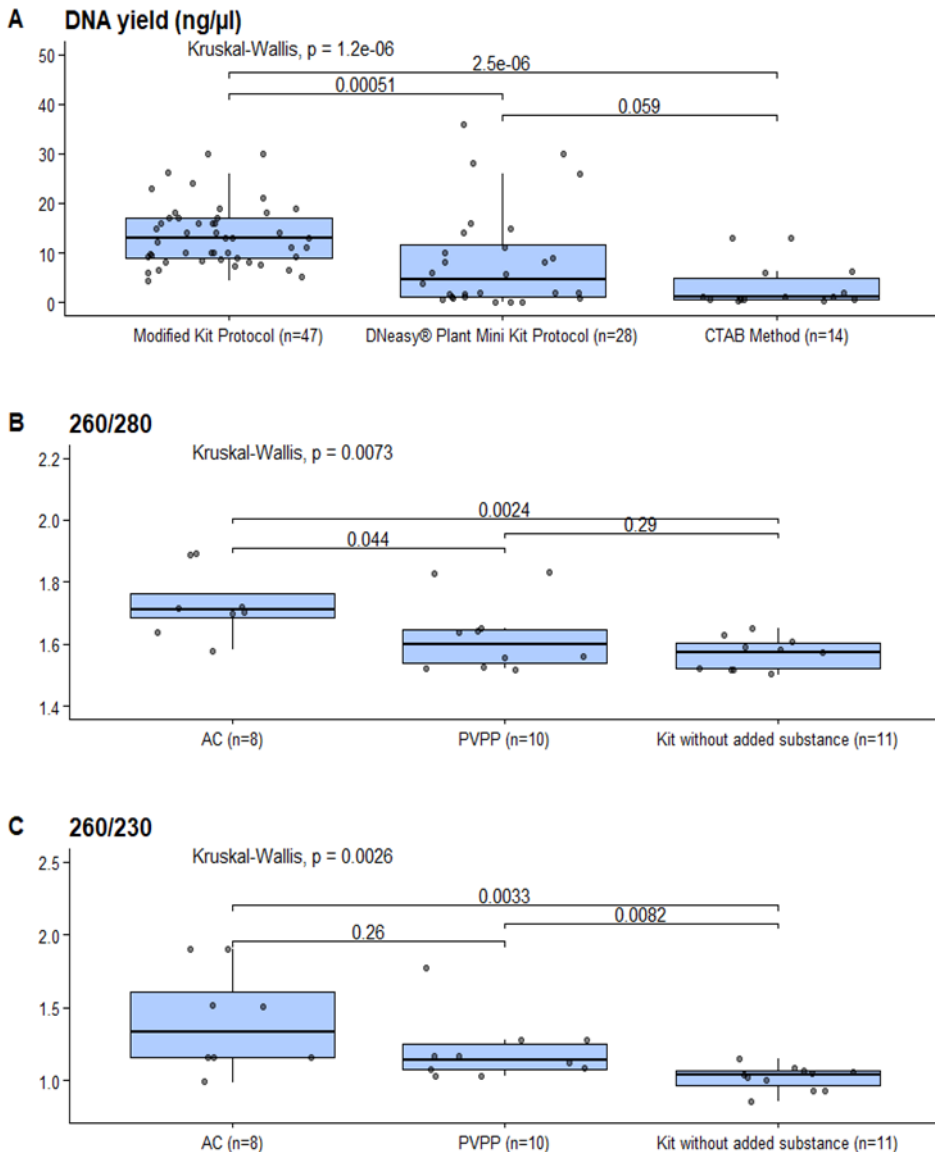 A DNA yield (ng/µl)
Kruskal-Wallis, p = 1.2e-06
2.5e-06
0.00051
0.059
50
40
30
20
10
0
Modified Kit Protocol (n=47) DNeasy® Plant Mini Kit Protocol (n=28) CTAB Method (n=14)
B 260/280
Kruskal-Wallis, p = 0.0073
2.2
2.0
1.8
1.6
1.4
0.0024
0.29
0.044
AC (n=8) PVPP (n=10) Kit without added substance (n=11)
C 260/230
Kruskal-Wallis, p = 0.0026
2.5
2.0
1.5
1.0
0.0033
0.0082
0.26
AC (n=8) PVPP (n=10) Kit without added substance (n=11)